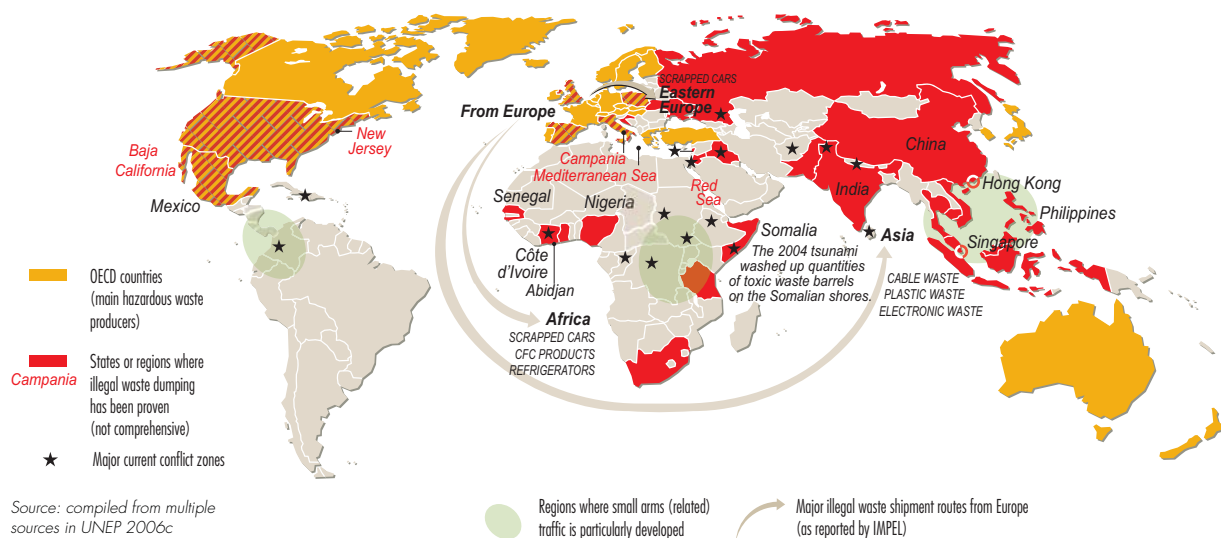 SCRAPPED CARS
Eastern
Europe
From Europe
New
Jersey
Baja
California
Campania
Mediterranean Sea
China
Mexico
Senegal
Nigeria
Red
Sea
India
Hong Kong
Philippines
Somalia
Asia
Singapore
Côte
d'Ivoire
Abidjan
The 2004 tsunami
washed up quantities
of toxic waste barrels
on the Somalian shores.
CABLE WASTE
PLASTIC WASTE
ELECTRONIC WASTE
Africa
SCRAPPED CARS
CFC PRODUCTS
REFRIGERATORS
OECD countries
(main hazardous waste
producers)
Campania
States or regions where
illegal waste dumping
has been proven
(not comprehensive)
Major current conflict zones
Source: compiled from multiple
sources in UNEP 2006c
Regions where small arms (related)
traffic is particularly developed
Major illegal waste shipment routes from Europe
(as reported by IMPEL)